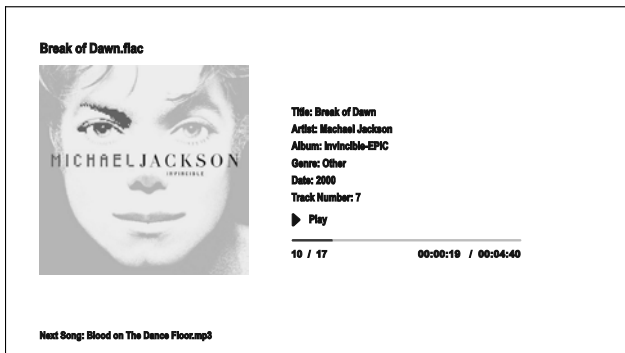 Break of Dawn.flac
MICHAELJACKSON
INVINCIBLE
Title: Break of Dawn
Artist: Machael Jackson
Album: Invincible-EPIC
Genre: Other
Date: 2000
Track Number: 7
Play
10 / 17 00:00:19 / 00:04:40
Next Song: Blood on The Dance Floor.mp3